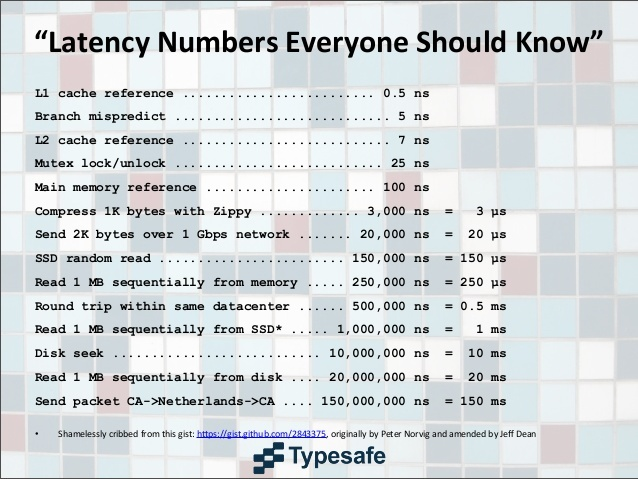 “Latency Numbers Everyone Should Know”
L1 cache reference ......................... 0.5 ns
Branch mispredict ............................ 5 ns
L2 cache reference ........................... 7 ns
Mutex lock/unlock ........................... 25 ns
Main memory reference ...................... 100 ns
Compress 1K bytes with Zippy ............. 3,000 ns = 3 µs
Send 2K bytes over 1 Gbps network ....... 20,000 ns = 20 µs
SSD random read ........................ 150,000 ns = 150 µs
Read 1 MB sequentially from memory ..... 250,000 ns = 250 µs
Round trip within same datacenter ...... 500,000 ns = 0.5 ms
Read 1 MB sequentially from SSD* ..... 1,000,000 ns = 1 ms
Disk seek ........................... 10,000,000 ns = 10 ms
Read 1 MB sequentially from disk .... 20,000,000 ns = 20 ms
Send packet CA->Netherlands->CA .... 150,000,000 ns = 150 ms
• Shamelessly cribbed from this gist: https://gist.github.com/2843375, originally by Peter Norvig and amended by Jeff Dean
Typesafe